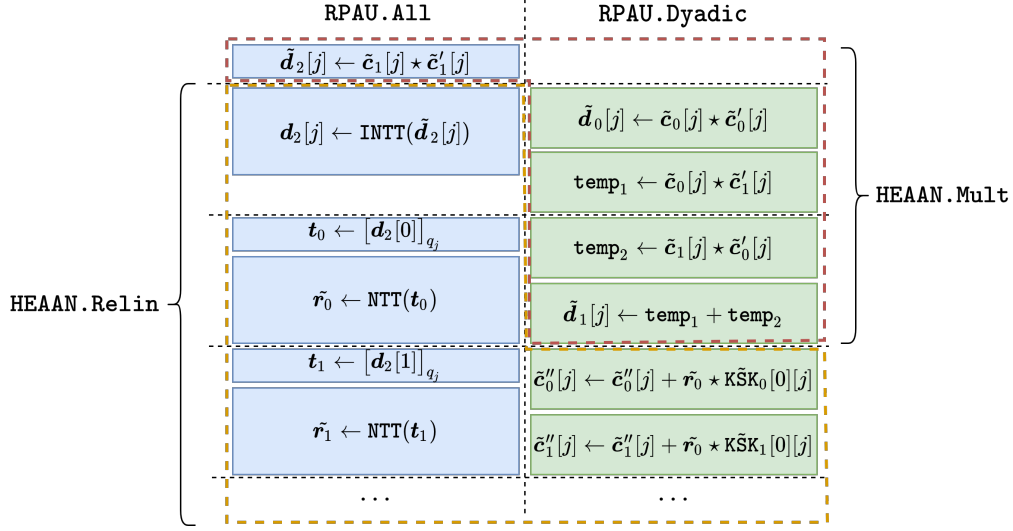 RPAU.All
RPAU.Dyadic
d̃₂[j] ← c̃₁[j] ⋆ c̃′₁[j]
d₂[j] ← INTT(d̃₂[j])
d̃₀[j] ← c̃₀[j] ⋆ c̃′₀[j]
temp₁ ← c̃₀[j] ⋆ c̃′₁[j]
HEAAN.Mult
t₀ ← [d₂[0]]_{q_j}
temp₂ ← c̃₁[j] ⋆ c̃′₀[j]
HEAAN.Relin
r̃₀ ← NTT(t₀)
d̃₁[j] ← temp₁ + temp₂
t₁ ← [d₂[1]]_{q_j}
c̃″₀[j] ← c̃″₀[j] + r̃₀ ⋆ KS̃K₀[0][j]
r̃₁ ← NTT(t₁)
c̃″₁[j] ← c̃″₁[j] + r̃₀ ⋆ KS̃K₁[0][j]
...
...